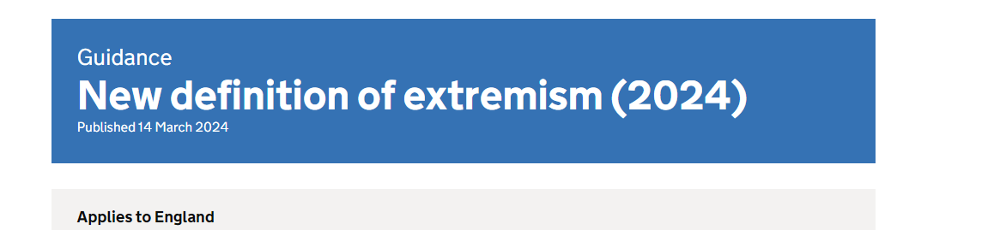 Guidance
New definition of extremism (2024)
Published 14 March 2024
Applies to England